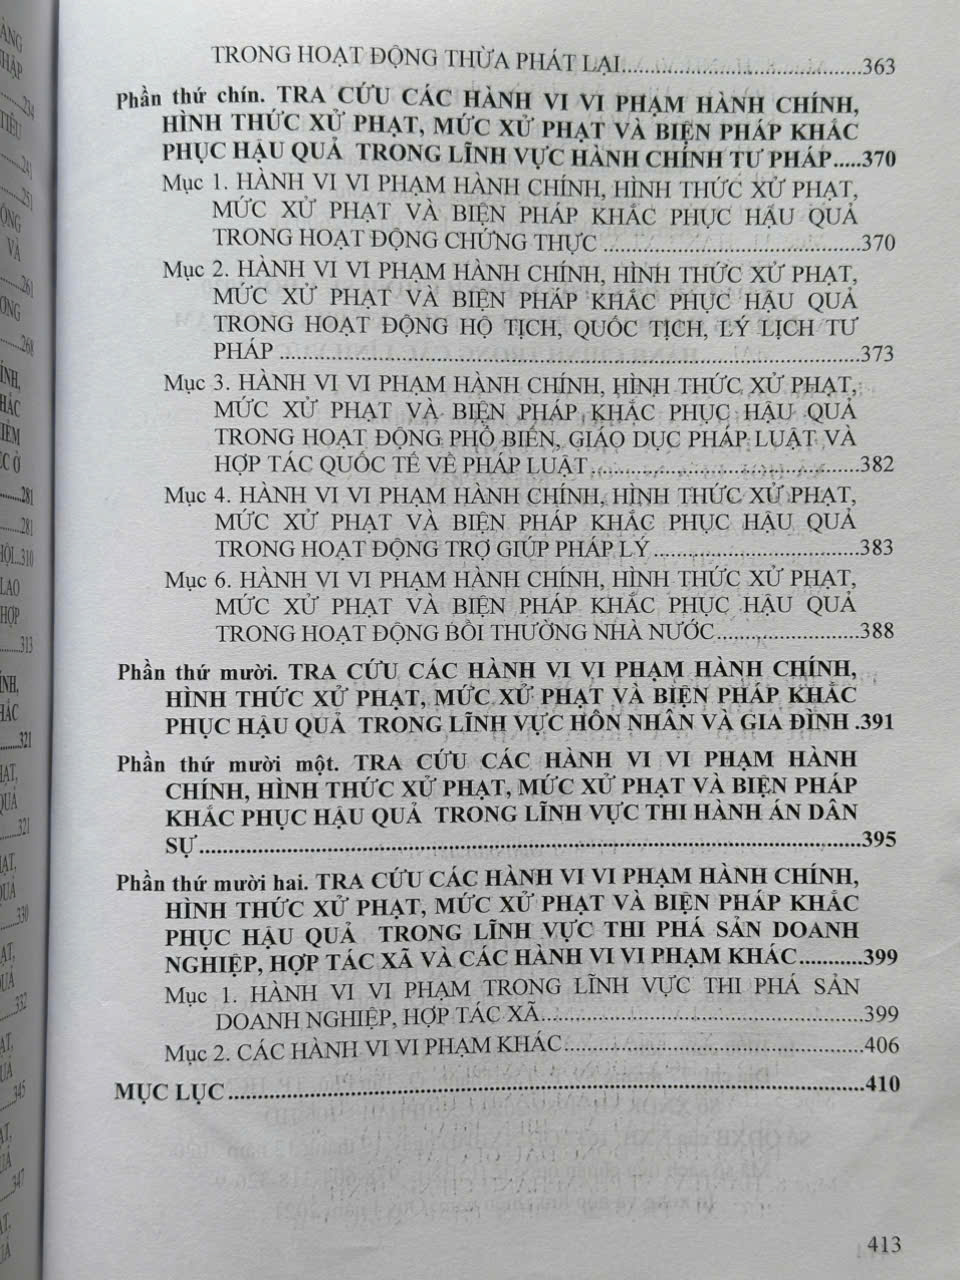 TRONG HOẠT ĐỘNG THỪA PHÁT LẠI...........................363
Phần thứ chín. TRA CỨU CÁC HÀNH VI VI PHẠM HÀNH CHÍNH,
HÌNH THỨC XỬ PHẠT, MỨC XỬ PHẠT VÀ BIỆN PHÁP KHẮC
PHỤC HẬU QUẢ TRONG LĨNH VỰC HÀNH CHÍNH TƯ PHÁP.....370
Mục 1. HÀNH VI VI PHẠM HÀNH CHÍNH, HÌNH THỨC XỬ PHẠT,
MỨC XỬ PHẠT VÀ BIỆN PHÁP KHẮC PHỤC HẬU QUẢ
TRONG HOẠT ĐỘNG CHỨNG THỰC .............................370
Mục 2. HÀNH VI VI PHẠM HÀNH CHÍNH, HÌNH THỨC XỬ PHẠT,
MỨC XỬ PHẠT VÀ BIỆN PHÁP KHẮC PHỤC HẬU QUẢ
TRONG HOẠT ĐỘNG HỘ TỊCH, QUỐC TỊCH, LÝ LỊCH TƯ
PHÁP ..................................................................373
Mục 3. HÀNH VI VI PHẠM HÀNH CHÍNH, HÌNH THỨC XỬ PHẠT,
MỨC XỬ PHẠT VÀ BIỆN PHÁP KHẮC PHỤC HẬU QUẢ
TRONG HOẠT ĐỘNG PHỔ BIẾN, GIÁO DỤC PHÁP LUẬT VÀ
HỢP TÁC QUỐC TẾ VỀ PHÁP LUẬT...............................382
Mục 4. HÀNH VI VI PHẠM HÀNH CHÍNH, HÌNH THỨC XỬ PHẠT,
MỨC XỬ PHẠT VÀ BIỆN PHÁP KHẮC PHỤC HẬU QUẢ
TRONG HOẠT ĐỘNG TRỢ GIÚP PHÁP LÝ........................383
Mục 6. HÀNH VI VI PHẠM HÀNH CHÍNH, HÌNH THỨC XỬ PHẠT,
MỨC XỬ PHẠT VÀ BIỆN PHÁP KHẮC PHỤC HẬU QUẢ
TRONG HOẠT ĐỘNG BỒI THƯỜNG NHÀ NƯỚC................388
Phần thứ mười. TRA CỨU CÁC HÀNH VI VI PHẠM HÀNH CHÍNH,
HÌNH THỨC XỬ PHẠT, MỨC XỬ PHẠT VÀ BIỆN PHÁP KHẮC
PHỤC HẬU QUẢ TRONG LĨNH VỰC HÔN NHÂN VÀ GIA ĐÌNH .391
Phần thứ mười một. TRA CỨU CÁC HÀNH VI VI PHẠM HÀNH
CHÍNH, HÌNH THỨC XỬ PHẠT, MỨC XỬ PHẠT VÀ BIỆN PHÁP
KHẮC PHỤC HẬU QUẢ TRONG LĨNH VỰC THI HÀNH ÁN DÂN
SỰ..............................................................................395
Phần thứ mười hai. TRA CỨU CÁC HÀNH VI VI PHẠM HÀNH CHÍNH,
HÌNH THỨC XỬ PHẠT, MỨC XỬ PHẠT VÀ BIỆN PHÁP KHẮC
PHỤC HẬU QUẢ TRONG LĨNH VỰC THI PHÁ SẢN DOANH
NGHIỆP, HỢP TÁC XÃ VÀ CÁC HÀNH VI VI PHẠM KHÁC..........399
Mục 1. HÀNH VI VI PHẠM TRONG LĨNH VỰC THI PHÁ SẢN
DOANH NGHIỆP, HỢP TÁC XÃ.....................................399
Mục 2. CÁC HÀNH VI VI PHẠM KHÁC..................................406
MỤC LỤC..........................................................................410
413